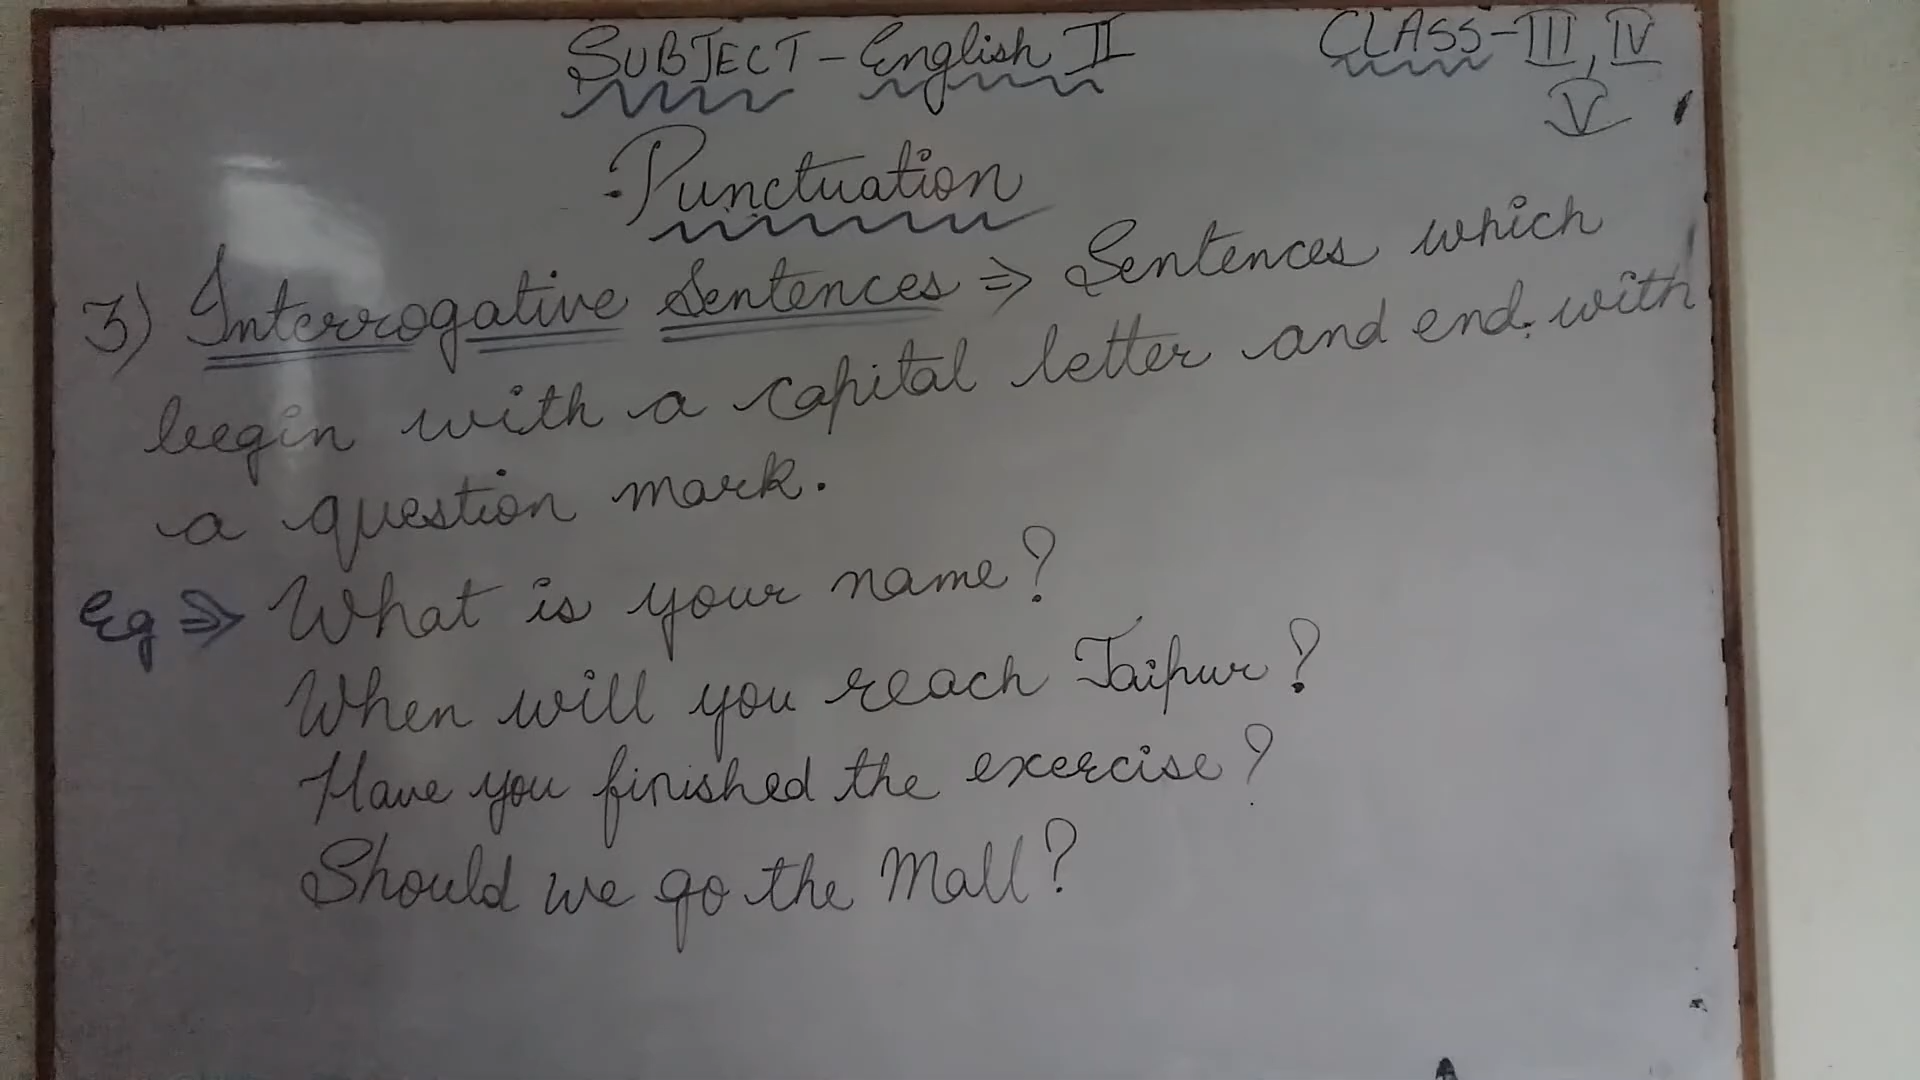 SUBJECT - English II
CLASS - III, IV
V
Punctuation
3) Interrogative Sentences ⇒ Sentences which
begin with a capital letter and end with
a question mark.
Eg ⇒ What is your name?
When will you reach Jaipur?
Have you finished the exercise?
Should we go the Mall?